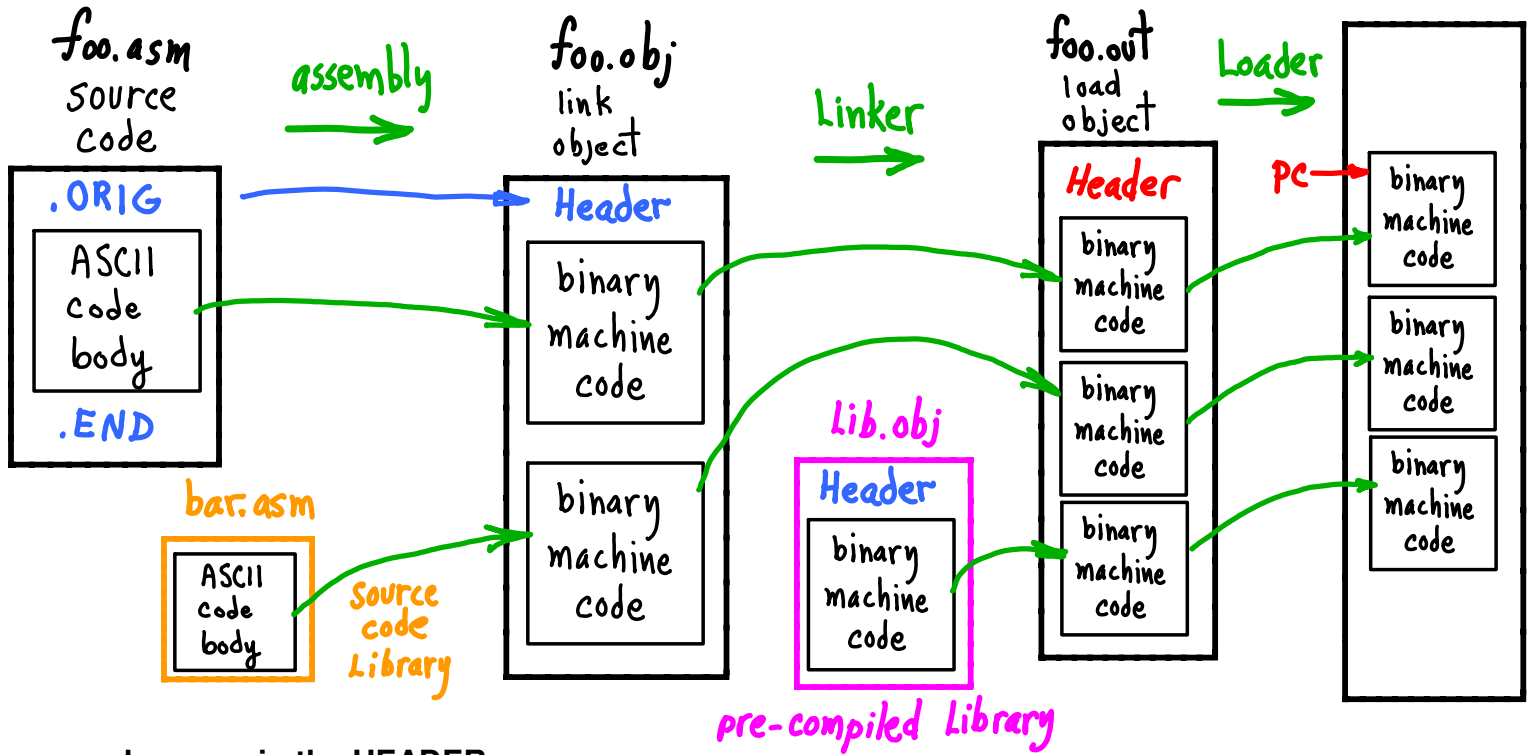 foo.asm
source
code
.ORIG
ASCII
code
body
.END
bar.asm
ASCII
code
body
source
code
Library
assembly
foo.obj
link
object
Header
binary
machine
code
binary
machine
code
Linker
Lib.obj
Header
binary
machine
code
pre-compiled Library
foo.out
load
object
Header
binary
machine
code
binary
machine
code
binary
machine
code
Loader
PC
binary
machine
code
binary
machine
code
binary
machine
code
in the HEADER